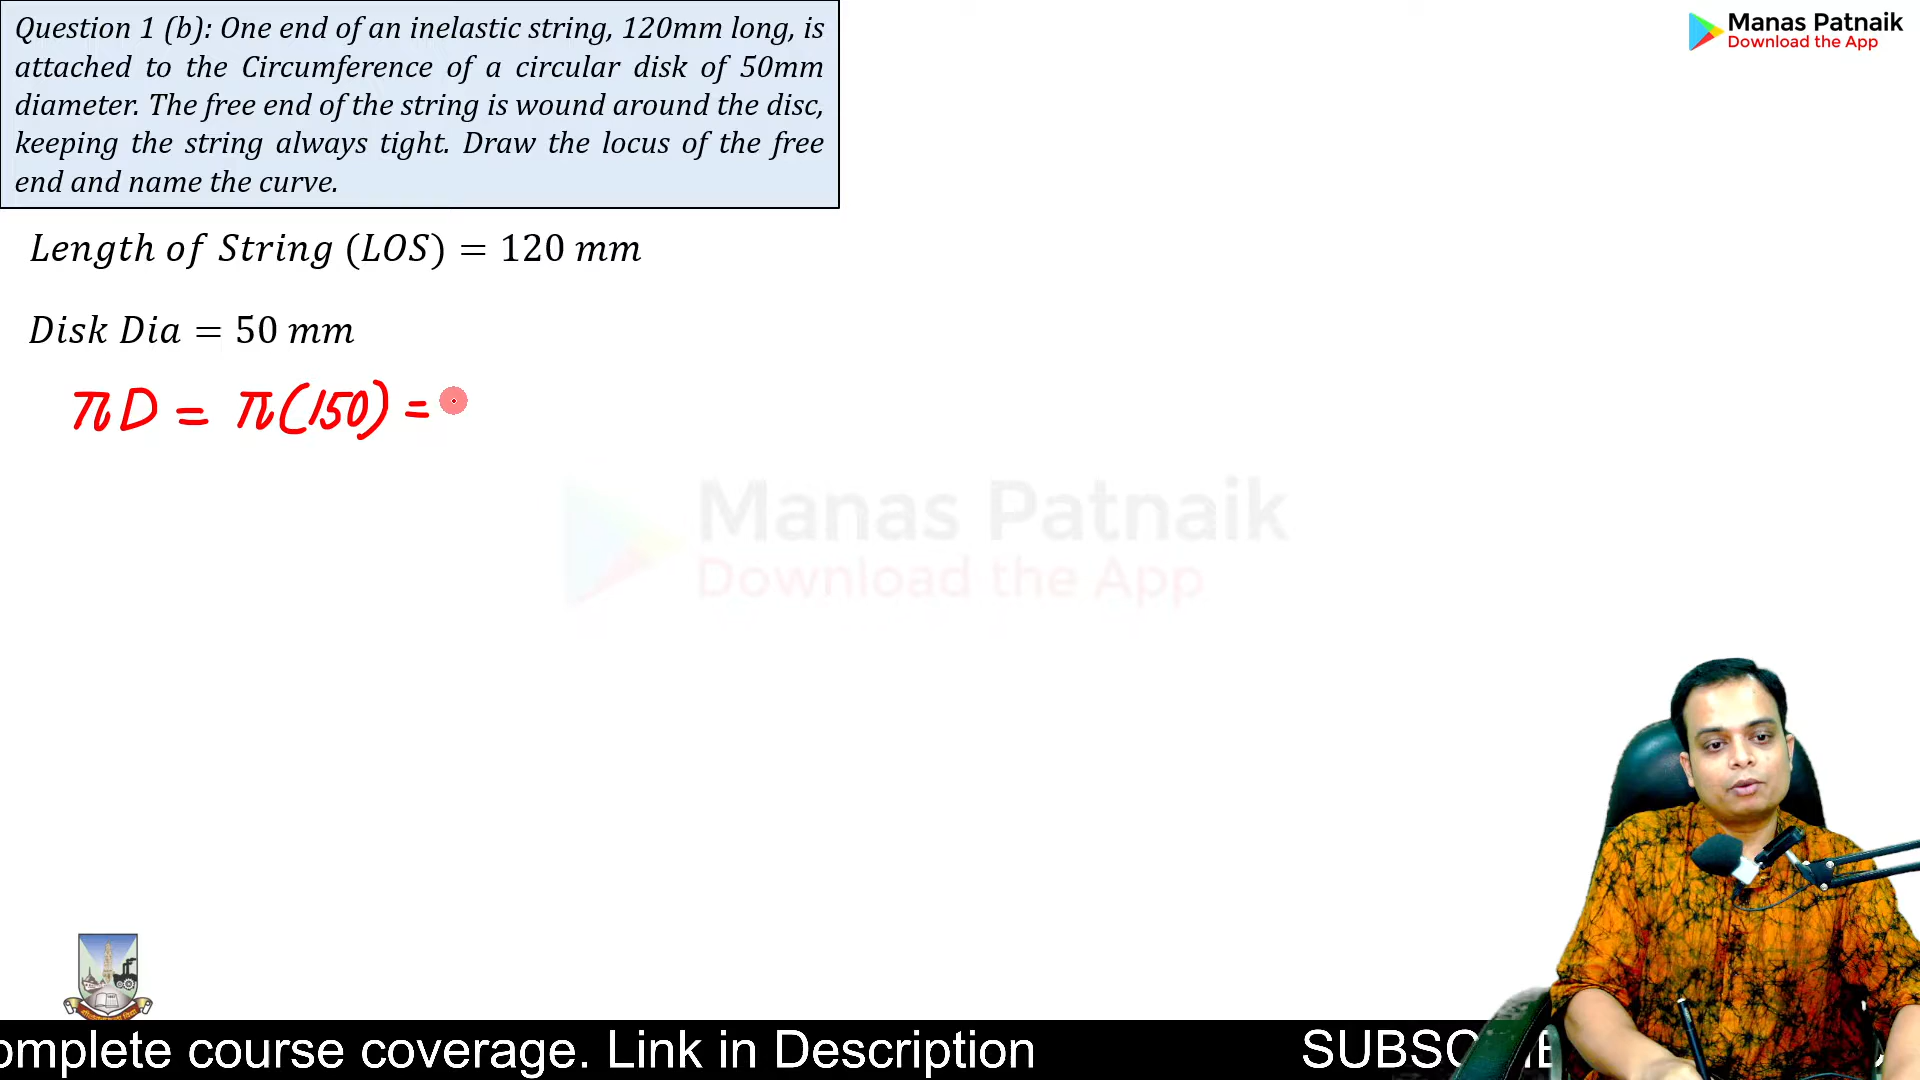 Question 1 (b): One end of an inelastic string, 120mm long, is
attached to the Circumference of a circular disk of 50mm
diameter. The free end of the string is wound around the disc,
keeping the string always tight. Draw the locus of the free
end and name the curve.
Manas Patnaik
Download the App
Length of String (LOS) = 120 mm
Disk Dia = 50 mm
πD = π(150) =
Manas Patnaik
Download the App
omplete course coverage. Link in Description
SUBSC